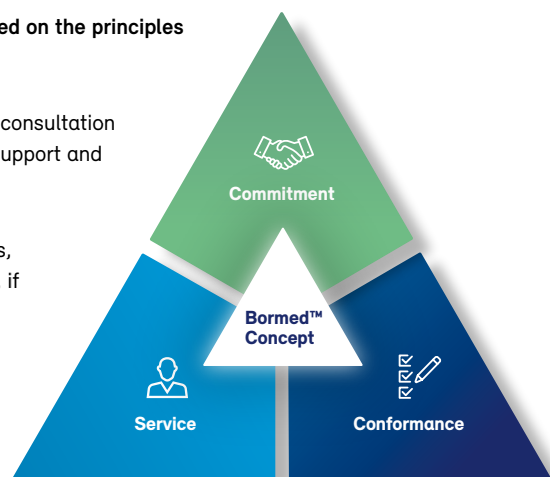 ed on the principles
consultation
upport and
s,
if
Commitment
Bormed™
Concept
Service
Conformance